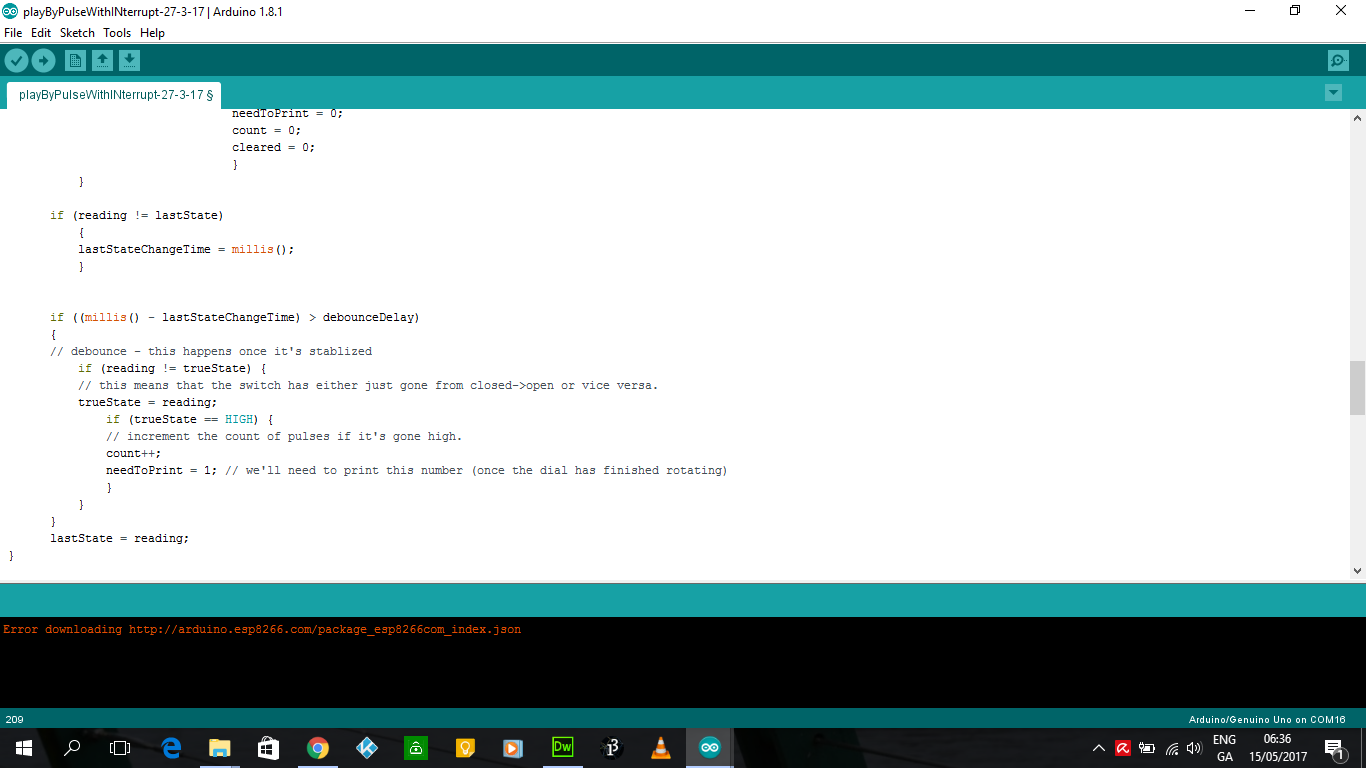 playByPulseWithINterrupt-27-3-17 | Arduino 1.8.1
File Edit Sketch Tools Help
playByPulseWithINterrupt-27-3-17 §
needToPrint = 0;
count = 0;
cleared = 0;
}
}
if (reading != lastState)
{
lastStateChangeTime = millis();
}
if ((millis() - lastStateChangeTime) > debounceDelay)
{
// debounce - this happens once it's stablized
if (reading != trueState) {
// this means that the switch has either just gone from closed->open or vice versa.
trueState = reading;
if (trueState == HIGH) {
// increment the count of pulses if it's gone high.
count++;
needToPrint = 1; // we'll need to print this number (once the dial has finished rotating)
}
}
}
lastState = reading;
}
Error downloading http://arduino.esp8266.com/package_esp8266com_index.json
209
Arduino/Genuino Uno on COM16
Dw
ENG
GA
06:36
15/05/2017
1